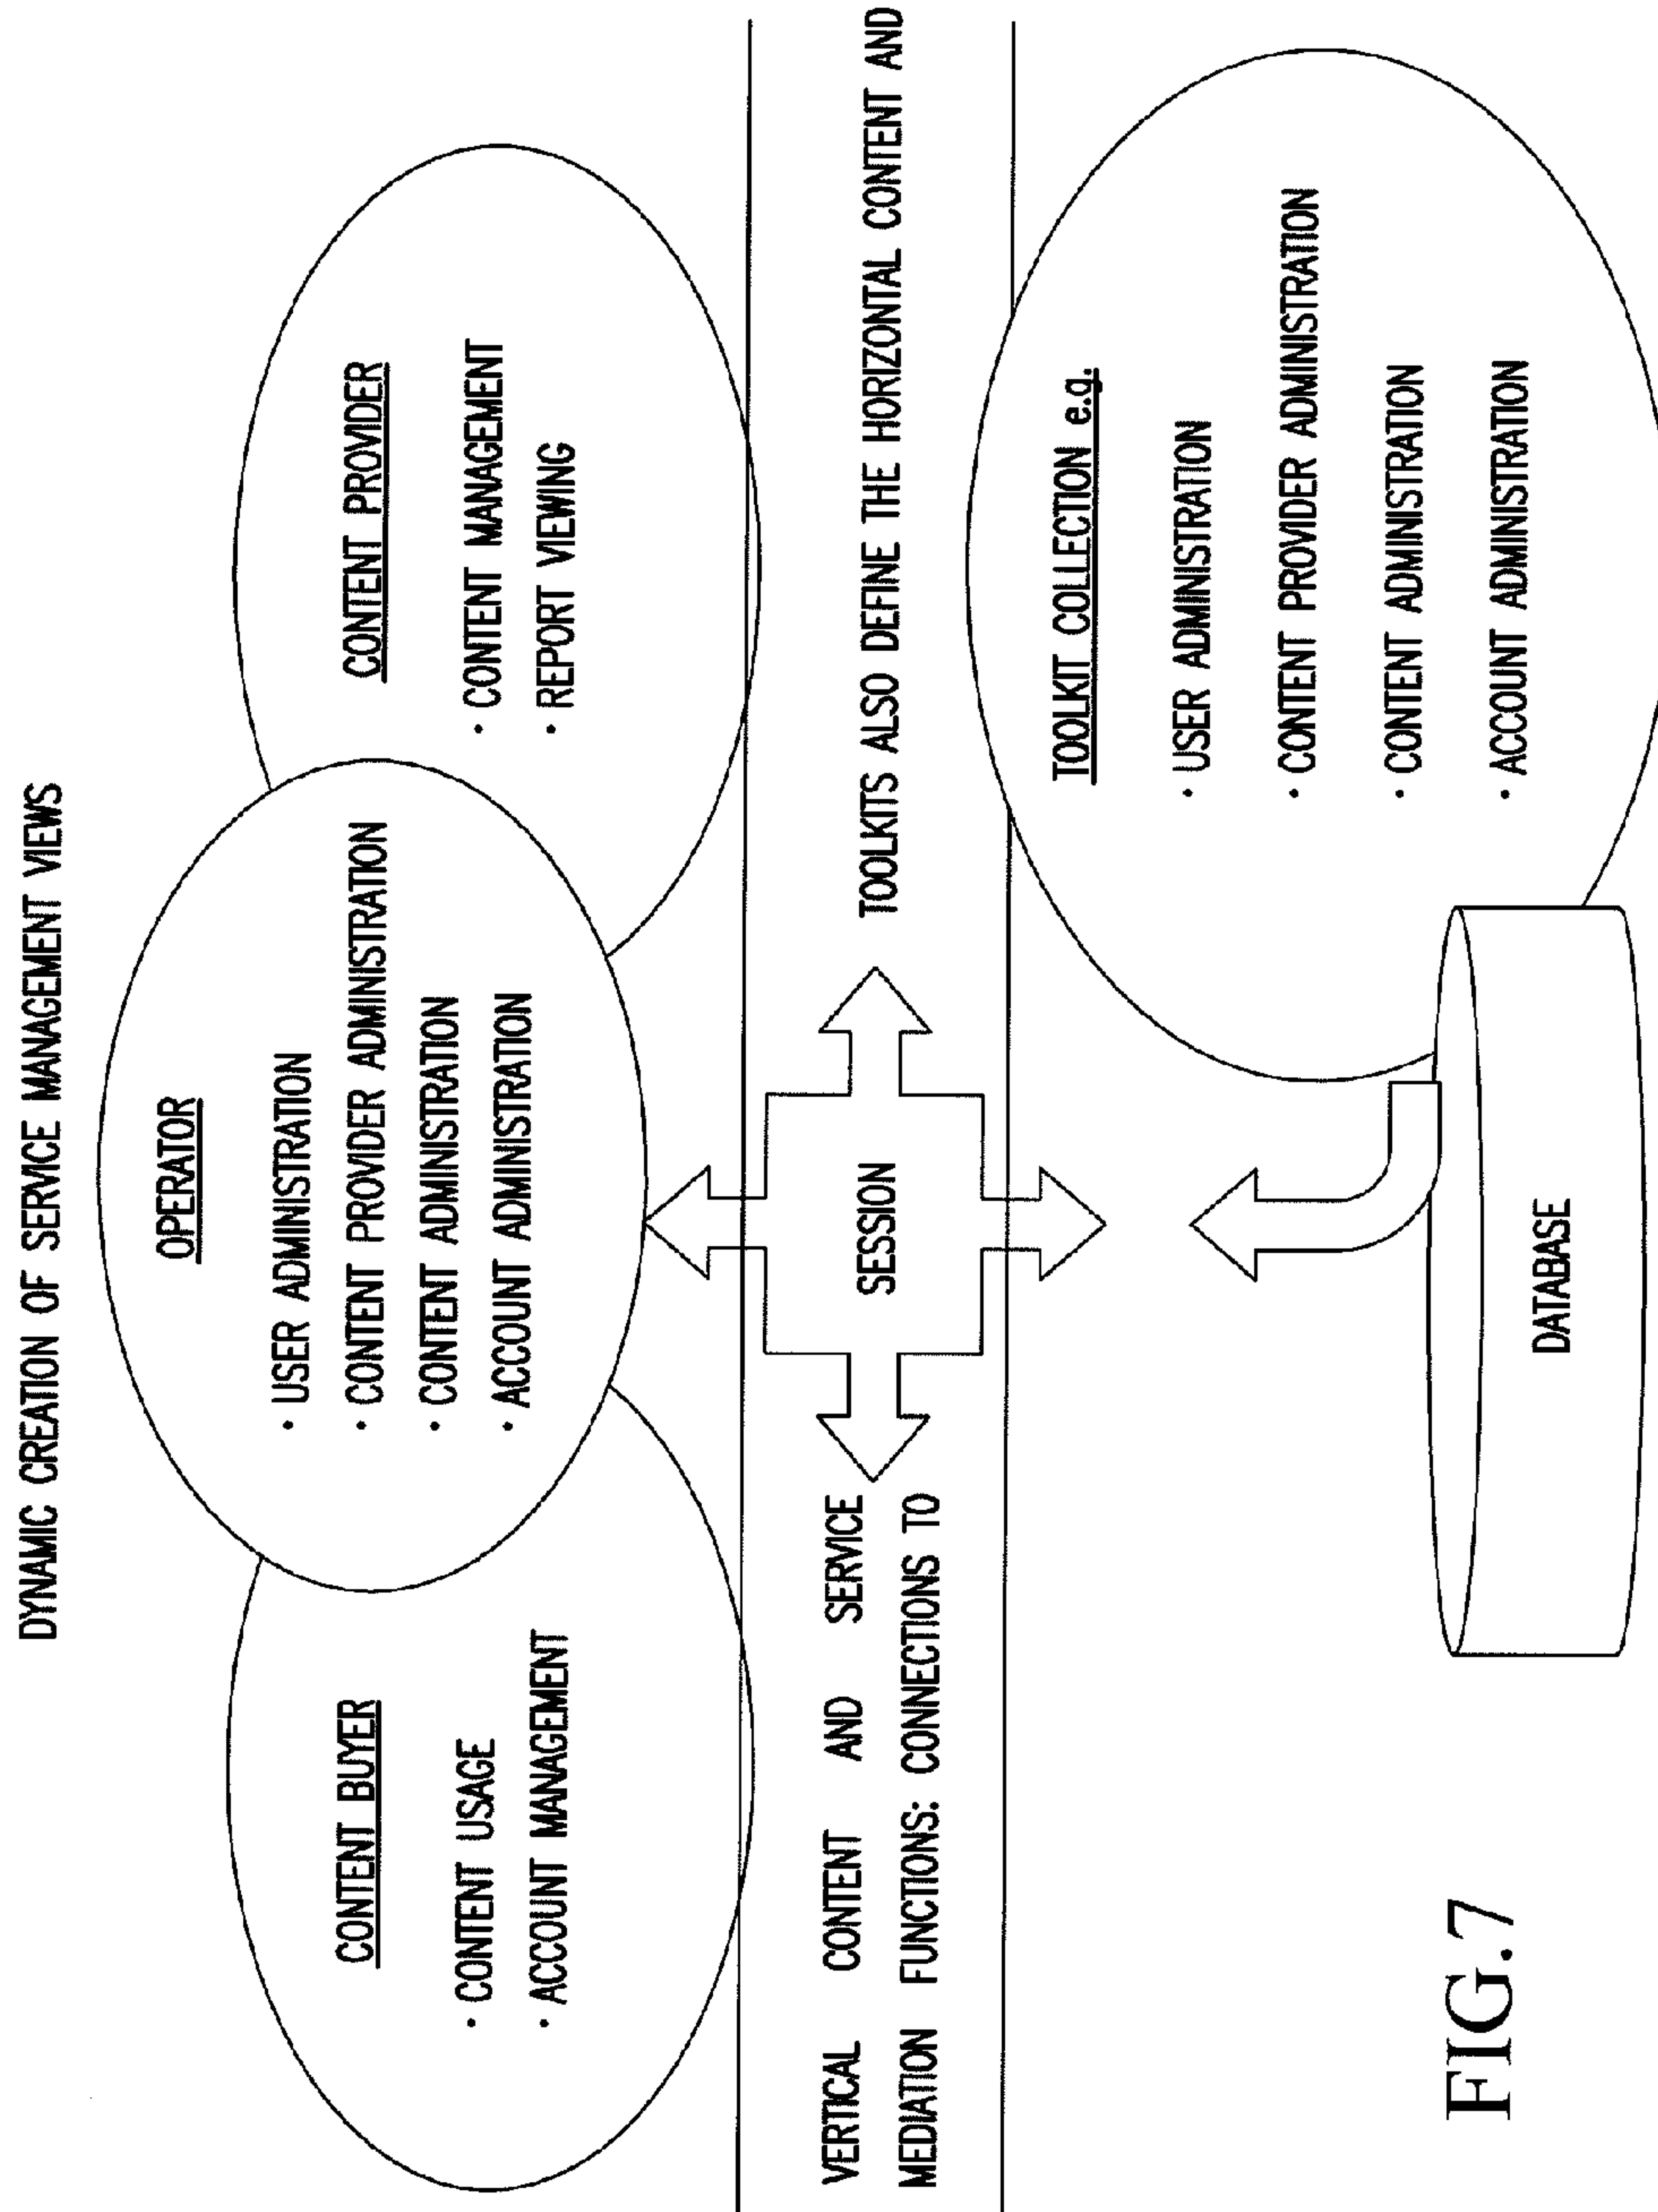 DYNAMIC CREATION OF SERVICE MANAGEMENT VIEWS
CONTENT BUYER
· CONTENT USAGE
· ACCOUNT MANAGEMENT
OPERATOR
· USER ADMINISTRATION
· CONTENT PROVIDER ADMINISTRATION
· CONTENT ADMINISTRATION
· ACCOUNT ADMINISTRATION
CONTENT PROVIDER
· CONTENT MANAGEMENT
· REPORT VIEWING
VERTICAL CONTENT AND SERVICE
MEDIATION FUNCTIONS: CONNECTIONS TO
SESSION
TOOLKITS ALSO DEFINE THE HORIZONTAL CONTENT AND
TOOLKIT COLLECTION e.g.
· USER ADMINISTRATION
· CONTENT PROVIDER ADMINISTRATION
· CONTENT ADMINISTRATION
· ACCOUNT ADMINISTRATION
DATABASE
FIG.7